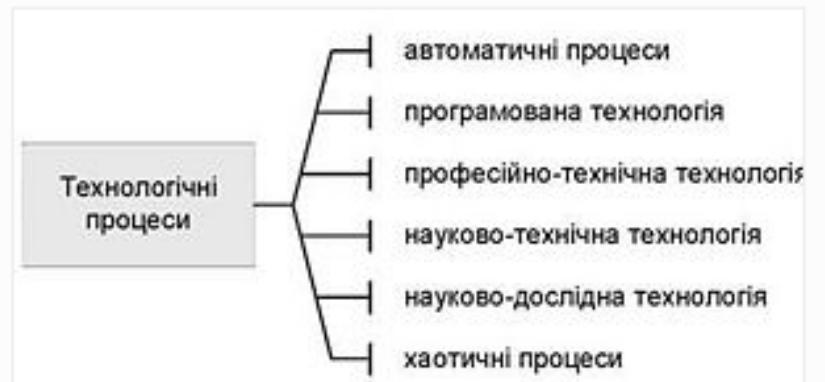 Технологічні
процеси
автоматичні процеси
програмована технологія
професійно-технічна технологія
науково-технічна технологія
науково-дослідна технологія
хаотичні процеси